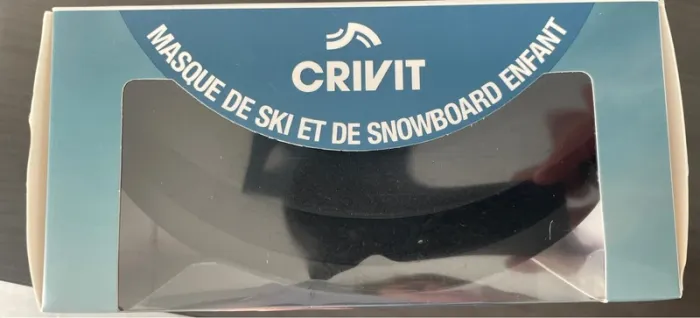 CRIVIT
MASQUE DE SKI ET DE SNOWBOARD ENFANT